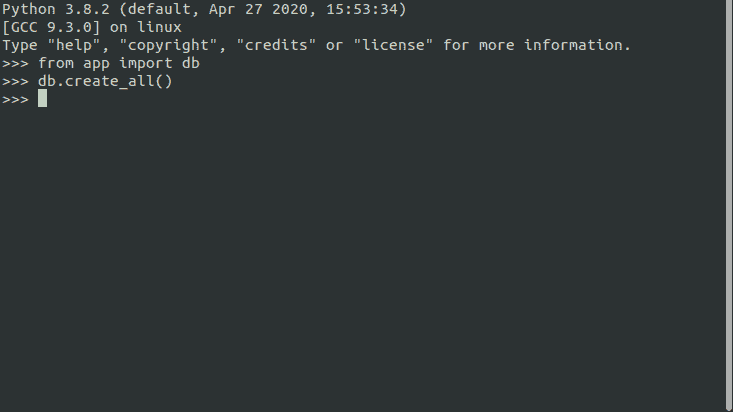 Python 3.8.2 (default, Apr 27 2020, 15:53:34)
[GCC 9.3.0] on linux
Type "help", "copyright", "credits" or "license" for more information.
>>> from app import db
>>> db.create_all()
>>>